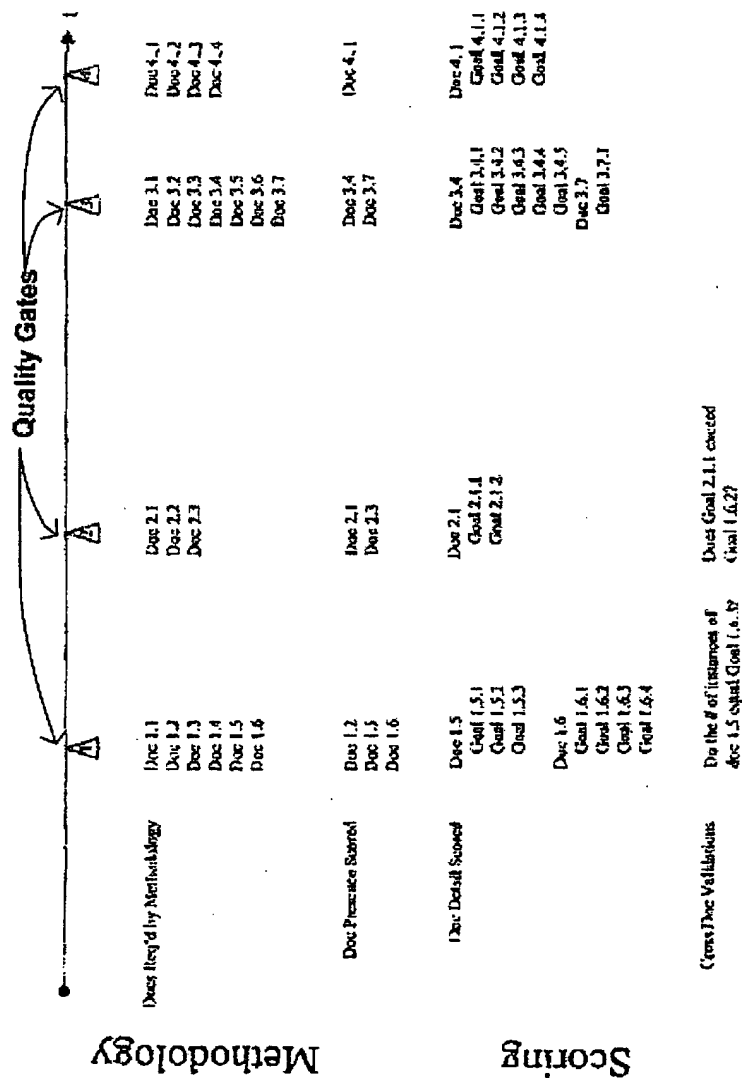 Quality Gates
t
Methodology
Docs Req'd by Methodology
Doc 1.1
Doc 1.2
Doc 1.3
Doc 1.4
Doc 1.5
Doc 1.6
Doc 2.1
Doc 2.2
Doc 2.3
Doc 3.1
Doc 3.2
Doc 3.3
Doc 3.4
Doc 3.5
Doc 3.6
Doc 3.7
Doc 4.1
Doc 4.2
Doc 4.3
Doc 4.4
Doc Presence Scored
Doc 1.2
Doc 1.5
Doc 1.6
Doc 2.1
Doc 2.3
Doc 3.4
Doc 3.7
Doc 4.1
Scoring
Doc Detail Scored
Doc 1.5
Goal 1.5.1
Goal 1.5.2
Goal 1.5.3
Doc 1.6
Goal 1.6.1
Goal 1.6.2
Goal 1.6.3
Goal 1.6.4
Doc 2.1
Goal 2.1.1
Goal 2.1.2
Doc 3.4
Goal 3.4.1
Goal 3.4.2
Goal 3.4.3
Goal 3.4.4
Goal 3.4.5
Doc 3.7
Goal 3.7.1
Doc 4.1
Goal 4.1.1
Goal 4.1.2
Goal 4.1.3
Goal 4.1.4
Cross Doc Validations
Do the # of instances of
doc 1.5 equal Goal 1.6.3?
Does Goal 2.1.1 exceed
Goal 1.6.2?